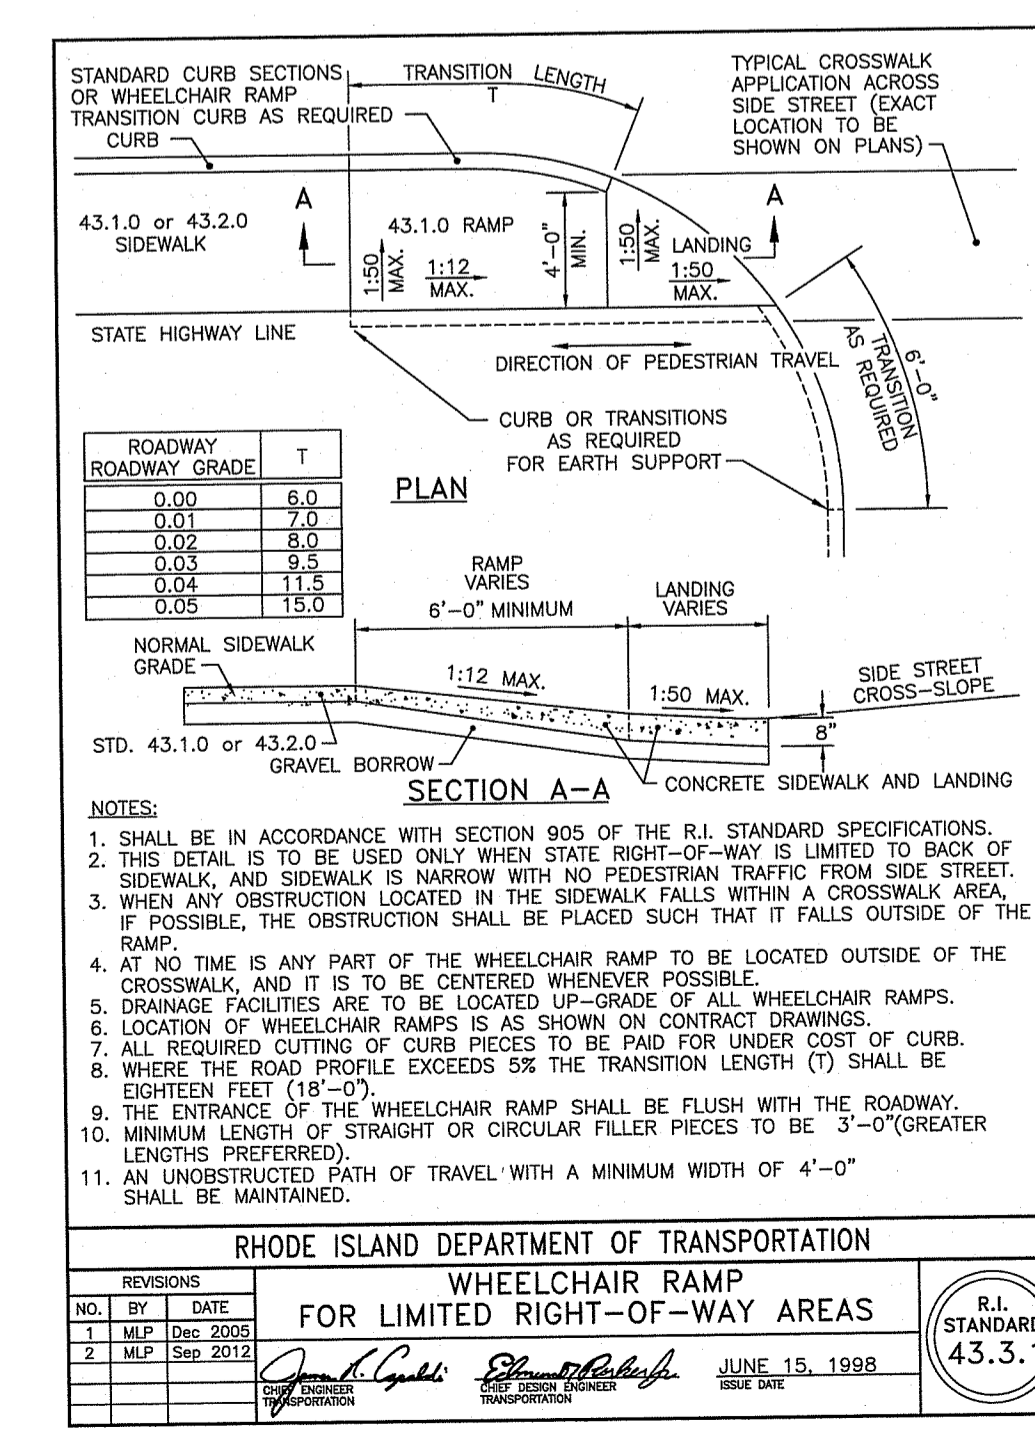 STANDARD CURB SECTIONS
OR WHEELCHAIR RAMP
TRANSITION CURB AS REQUIRED
CURB
TRANSITION LENGTH
T
TYPICAL CROSSWALK
APPLICATION ACROSS
SIDE STREET (EXACT
LOCATION TO BE
SHOWN ON PLANS)
A
A
43.1.0 or 43.2.0
SIDEWALK
43.1.0 RAMP
1:50
MAX.
1:12
MAX.
4'-0"
MIN.
1:50
MAX.
LANDING
1:50
MAX.
STATE HIGHWAY LINE
DIRECTION OF PEDESTRIAN TRAVEL
6'-0"
TRANSITION
AS REQUIRED
CURB OR TRANSITIONS
AS REQUIRED
FOR EARTH SUPPORT
PLAN
ROADWAY
ROADWAY GRADE T
0.00 6.0
0.01 7.0
0.02 8.0
0.03 9.5
0.04 11.5
0.05 15.0
RAMP
VARIES
6'-0" MINIMUM
LANDING
VARIES
NORMAL SIDEWALK
GRADE
1:12 MAX.
1:50 MAX.
SIDE STREET
CROSS-SLOPE
8"
STD. 43.1.0 or 43.2.0
GRAVEL BORROW
CONCRETE SIDEWALK AND LANDING
SECTION A-A
NOTES:
1. SHALL BE IN ACCORDANCE WITH SECTION 905 OF THE R.I. STANDARD SPECIFICATIONS.
2. THIS DETAIL IS TO BE USED ONLY WHEN STATE RIGHT-OF-WAY IS LIMITED TO BACK OF
SIDEWALK, AND SIDEWALK IS NARROW WITH NO PEDESTRIAN TRAFFIC FROM SIDE STREET.
3. WHEN ANY OBSTRUCTION LOCATED IN THE SIDEWALK FALLS WITHIN A CROSSWALK AREA,
IF POSSIBLE, THE OBSTRUCTION SHALL BE PLACED SUCH THAT IT FALLS OUTSIDE OF THE
RAMP.
4. AT NO TIME IS ANY PART OF THE WHEELCHAIR RAMP TO BE LOCATED OUTSIDE OF THE
CROSSWALK, AND IT IS TO BE CENTERED WHENEVER POSSIBLE.
5. DRAINAGE FACILITIES ARE TO BE LOCATED UP-GRADE OF ALL WHEELCHAIR RAMPS.
6. LOCATION OF WHEELCHAIR RAMPS IS AS SHOWN ON CONTRACT DRAWINGS.
7. ALL REQUIRED CUTTING OF CURB PIECES TO BE PAID FOR UNDER COST OF CURB.
8. WHERE THE ROAD PROFILE EXCEEDS 5% THE TRANSITION LENGTH (T) SHALL BE
EIGHTEEN FEET (18'-0").
9. THE ENTRANCE OF THE WHEELCHAIR RAMP SHALL BE FLUSH WITH THE ROADWAY.
10. MINIMUM LENGTH OF STRAIGHT OR CIRCULAR FILLER PIECES TO BE 3'-0"(GREATER
LENGTHS PREFERRED).
11. AN UNOBSTRUCTED PATH OF TRAVEL WITH A MINIMUM WIDTH OF 4'-0"
SHALL BE MAINTAINED.
RHODE ISLAND DEPARTMENT OF TRANSPORTATION
REVISIONS
NO. BY DATE
1 MLP Dec 2005
2 MLP Sep 2012
WHEELCHAIR RAMP
FOR LIMITED RIGHT-OF-WAY AREAS
James R. Capaldi
CHIEF ENGINEER
TRANSPORTATION
Edmund T. Parker Jr.
CHIEF DESIGN ENGINEER
TRANSPORTATION
JUNE 15, 1998
ISSUE DATE
R.I.
STANDARD
43.3.1